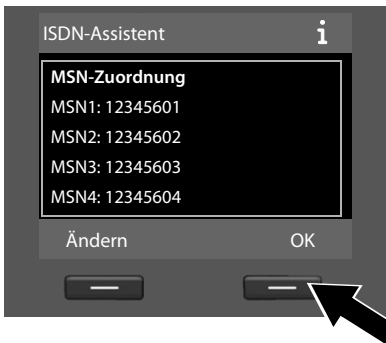 ISDN-Assistent i
MSN-Zuordnung
MSN1: 12345601
MSN2: 12345602
MSN3: 12345603
MSN4: 12345604
Ändern OK